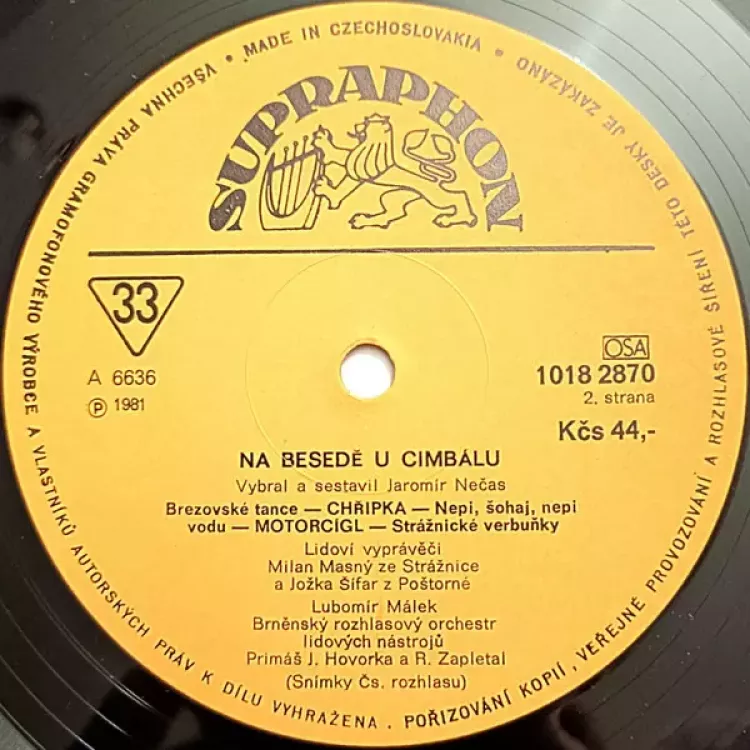 • MADE IN CZECHOSLOVAKIA •
SUPRAPHON
33
A 6636
Ⓟ 1981
OSA
1018 2870
2. strana
Kčs 44,-
NA BESEDĚ U CIMBÁLU
Vybral a sestavil Jaromír Nečas
Brezovské tance — CHŘIPKA — Nepi, šohaj, nepi
vodu — MOTORCÍGL — Strážnické verbuňky
Lidoví vyprávěči
Milan Masný ze Strážnice
a Jožka Šífar z Poštorné
Lubomír Málek
Brněnský rozhlasový orchestr
lidových nástrojů
Primáš J. Hovorka a R. Zapletal
(Snímky Čs. rozhlasu)
VŠECHNA PRÁVA GRAMOFONOVÉHO VÝROBCE A VLASTNÍKŮ AUTORSKÝCH PRÁV K DÍLU VYHRAŽENA. POŘIZOVÁNÍ KOPIÍ, VEŘEJNÉ PROVOZOVÁNÍ A ROZHLASOVÉ ŠÍŘENÍ TÉTO DESKY JE ZAKÁZÁNO